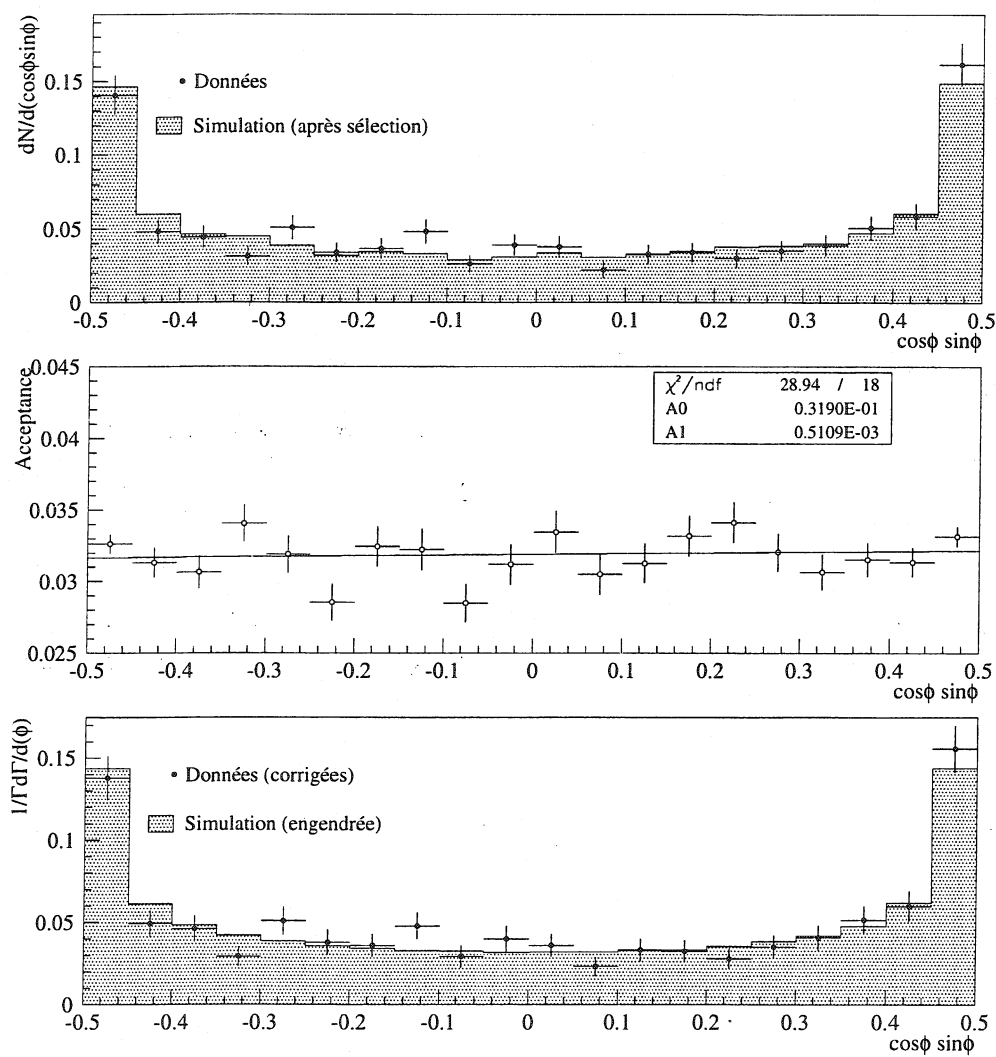 dN/d(cosϕsinϕ)
0.15
0.1
0.05
0
• Données
Simulation (après sélection)
-0.5 -0.4 -0.3 -0.2 -0.1 0 0.1 0.2 0.3 0.4 0.5
cosϕ sinϕ
Acceptance
0.045
0.04
0.035
0.03
0.025
χ²/ndf 28.94 / 18
A0 0.3190E-01
A1 0.5109E-03
-0.5 -0.4 -0.3 -0.2 -0.1 0 0.1 0.2 0.3 0.4 0.5
cosϕ sinϕ
1/ΓdΓ/d(ϕ)
0.15
0.1
0.05
0
• Données (corrigées)
Simulation (engendrée)
-0.5 -0.4 -0.3 -0.2 -0.1 0 0.1 0.2 0.3 0.4 0.5
cosϕ sinϕ